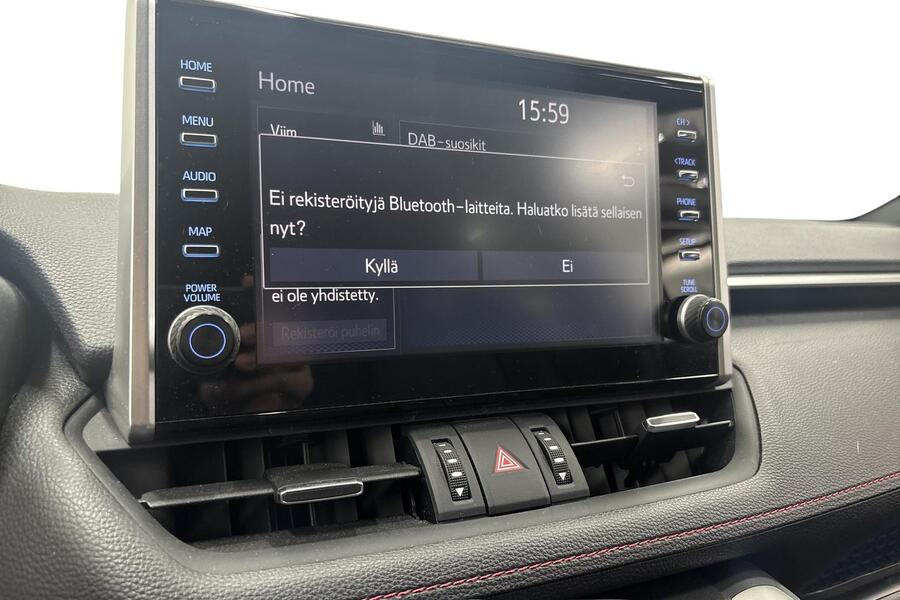 HOME
MENU
AUDIO
MAP
POWER
VOLUME
Home
15:59
Viim
DAB-suosikit
Ei rekisteröityjä Bluetooth-laitteita. Haluatko lisätä sellaisen
nyt?
Kyllä
Ei
ei ole yhdistetty.
Rekisteröi puhelin
CH >
< TRACK
PHONE
SETUP
TUNE
SCROLL